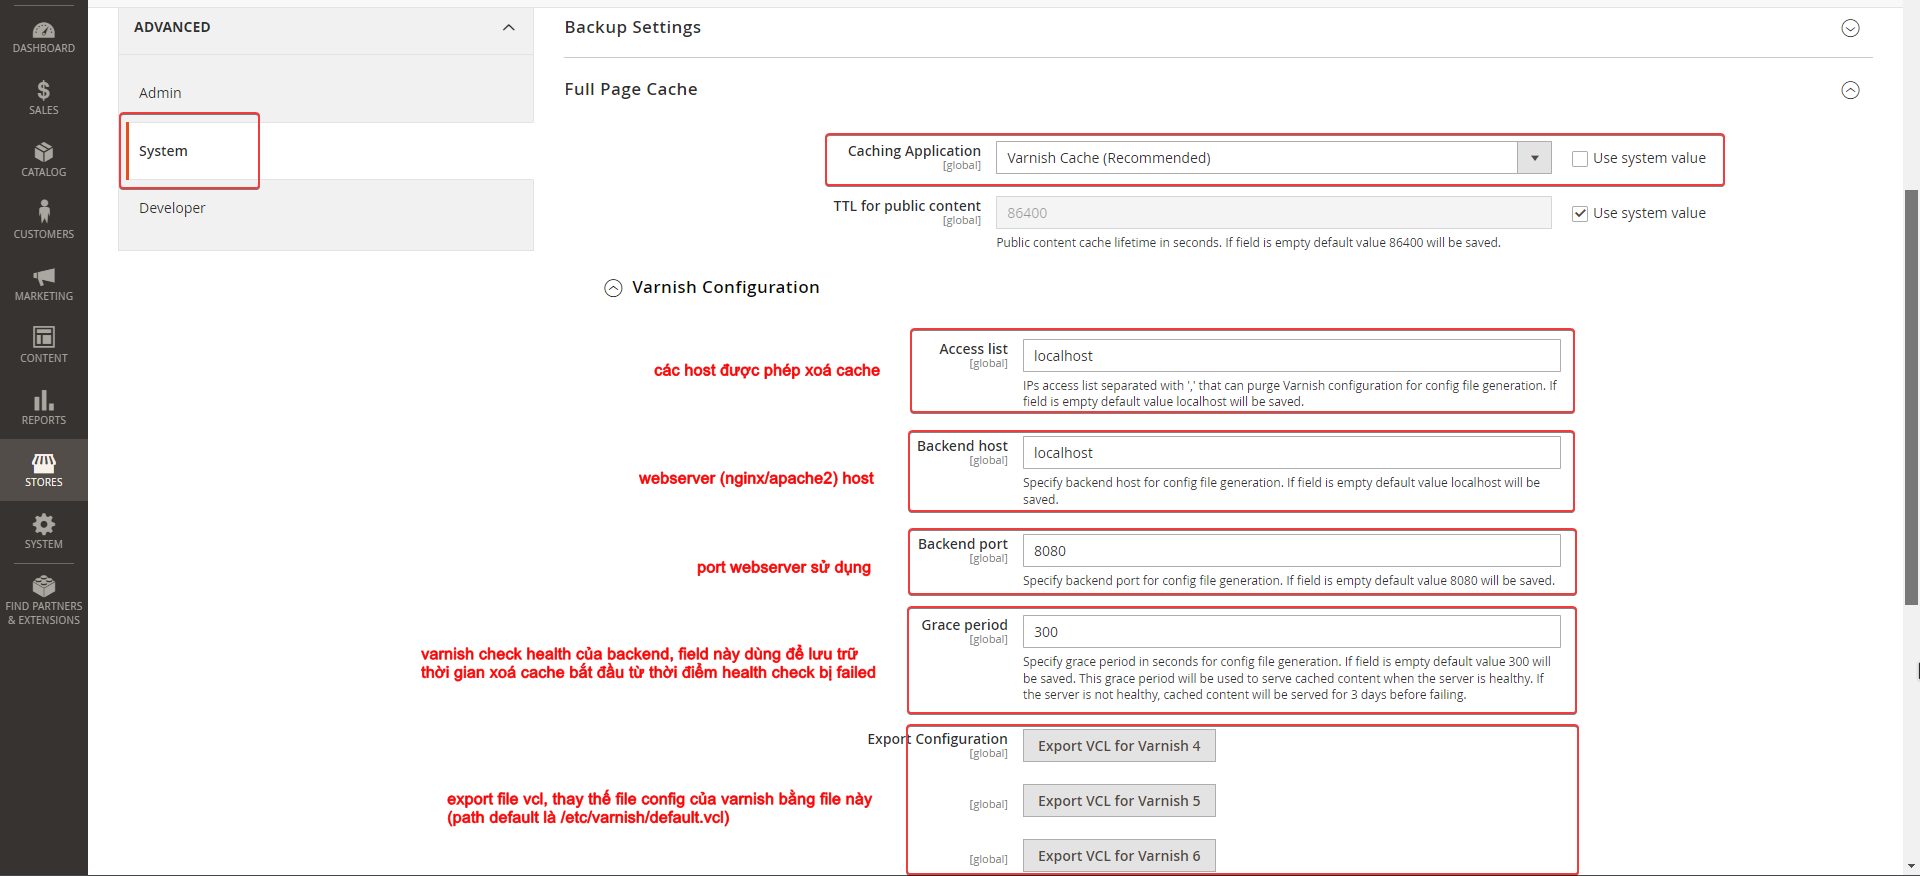 DASHBOARD
SALES
CATALOG
CUSTOMERS
MARKETING
CONTENT
REPORTS
STORES
SYSTEM
FIND PARTNERS
& EXTENSIONS
ADVANCED
Admin
System
Developer
Backup Settings
Full Page Cache
Caching Application
[global]
Varnish Cache (Recommended)
Use system value
TTL for public content
[global]
86400
Use system value
Public content cache lifetime in seconds. If field is empty default value 86400 will be saved.
Varnish Configuration
các host được phép xoá cache
Access list
[global]
localhost
IPs access list separated with ',' that can purge Varnish configuration for config file generation. If
field is empty default value localhost will be saved.
webserver (nginx/apache2) host
Backend host
[global]
localhost
Specify backend host for config file generation. If field is empty default value localhost will be
saved.
port webserver sử dụng
Backend port
[global]
8080
Specify backend port for config file generation. If field is empty default value 8080 will be saved.
varnish check health của backend, field này dùng để lưu trữ
thời gian xoá cache bắt đầu từ thời điểm health check bị failed
Grace period
[global]
300
Specify grace period in seconds for config file generation. If field is empty default value 300 will
be saved. This grace period will be used to serve cached content when the server is healthy. If
the server is not healthy, cached content will be served for 3 days before failing.
export file vcl, thay thế file config của varnish bằng file này
(path default là /etc/varnish/default.vcl)
Export Configuration
[global]
Export VCL for Varnish 4
[global]
Export VCL for Varnish 5
[global]
Export VCL for Varnish 6